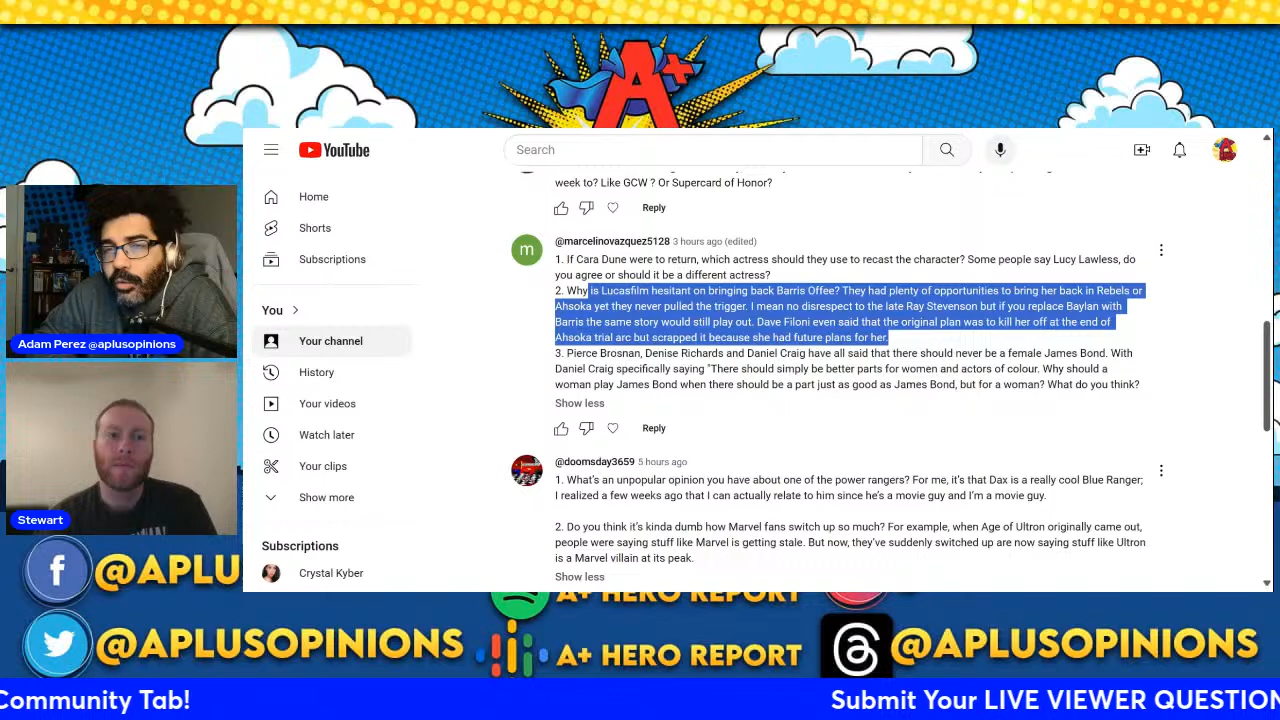 A+
YouTube
Search
week to? Like GCW ? Or Supercard of Honor?
Reply
Home
Shorts
Subscriptions
You
Your channel
History
Your videos
Watch later
Your clips
Show more
Subscriptions
Crystal Kyber
m
@marcelinovazquez5128 3 hours ago (edited)
1. If Cara Dune were to return, which actress should they use to recast the character? Some people say Lucy Lawless, do
you agree or should it be a different actress?
2. Why is Lucasfilm hesitant on bringing back Barris Offee? They had plenty of opportunities to bring her back in Rebels or
Ahsoka yet they never pulled the trigger. I mean no disrespect to the late Ray Stevenson but if you replace Baylan with
Barris the same story would still play out. Dave Filoni even said that the original plan was to kill her off at the end of
Ahsoka trial arc but scrapped it because she had future plans for her.
3. Pierce Brosnan, Denise Richards and Daniel Craig have all said that there should never be a female James Bond. With
Daniel Craig specifically saying "There should simply be better parts for women and actors of colour. Why should a
woman play James Bond when there should be a part just as good as James Bond, but for a woman? What do you think?
Show less
Reply
@doomsday3659 5 hours ago
1. What's an unpopular opinion you have about one of the power rangers? For me, it's that Dax is a really cool Blue Ranger;
I realized a few weeks ago that I can actually relate to him since he's a movie guy and I'm a movie guy.
2. Do you think it's kinda dumb how Marvel fans switch up so much? For example, when Age of Ultron originally came out,
people were saying stuff like Marvel is getting stale. But now, they've suddenly switched up are now saying stuff like Ultron
is a Marvel villain at its peak.
Show less
Adam Perez @aplusopinions
Stewart
@APLU
A+ HERO REPORT
@APLUSOPINIONS
A+ HERO REPORT
@APLUSOPINIONS
Community Tab!
Submit Your LIVE VIEWER QUESTION